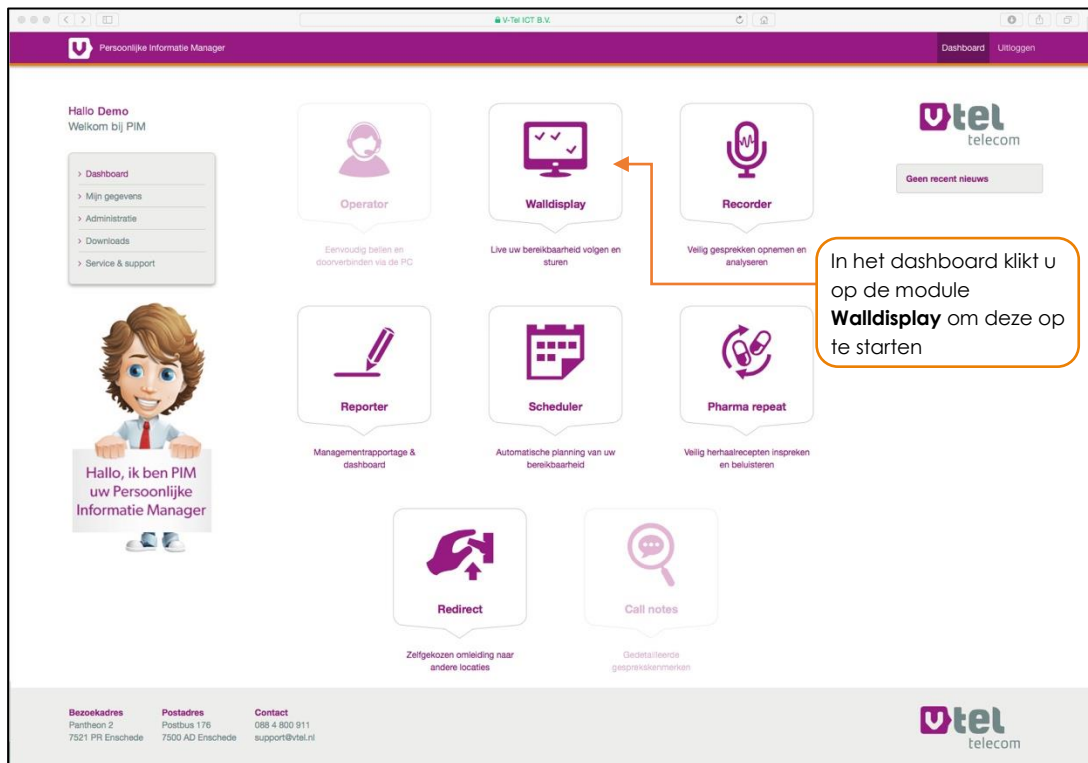 V-Tel ICT B.V.
Persoonlijke Informatie Manager
Dashboard
Uitloggen
Hallo Demo
Welkom bij PIM
> Dashboard
> Mijn gegevens
> Administratie
> Downloads
> Service & support
Hallo, ik ben PIM
uw Persoonlijke
Informatie Manager
Operator
Eenvoudig bellen en
doorverbinden via de PC
Walldisplay
Live uw bereikbaarheid volgen en
sturen
Recorder
Veilig gesprekken opnemen en
analyseren
Reporter
Managementrapportage &
dashboard
Scheduler
Automatische planning van uw
bereikbaarheid
Pharma repeat
Veilig herhaalrecepten inspreken
en beluisteren
Redirect
Zelfgekozen omleiding naar
andere locaties
Call notes
Gedetailleerde
gesprekskenmerken
vtel
telecom
Geen recent nieuws
In het dashboard klikt u
op de module
Walldisplay om deze op
te starten
Bezoekadres
Pantheon 2
7521 PR Enschede
Postadres
Postbus 176
7500 AD Enschede
Contact
088 4 800 911
support@vtel.nl
vtel
telecom